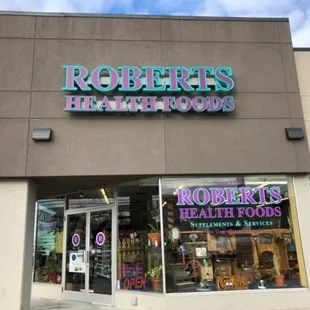 ROBERTS
HEALTH FOODS
ROBERTS
HEALTH FOODS
SUPPLEMENTS & SERVICES
OPEN